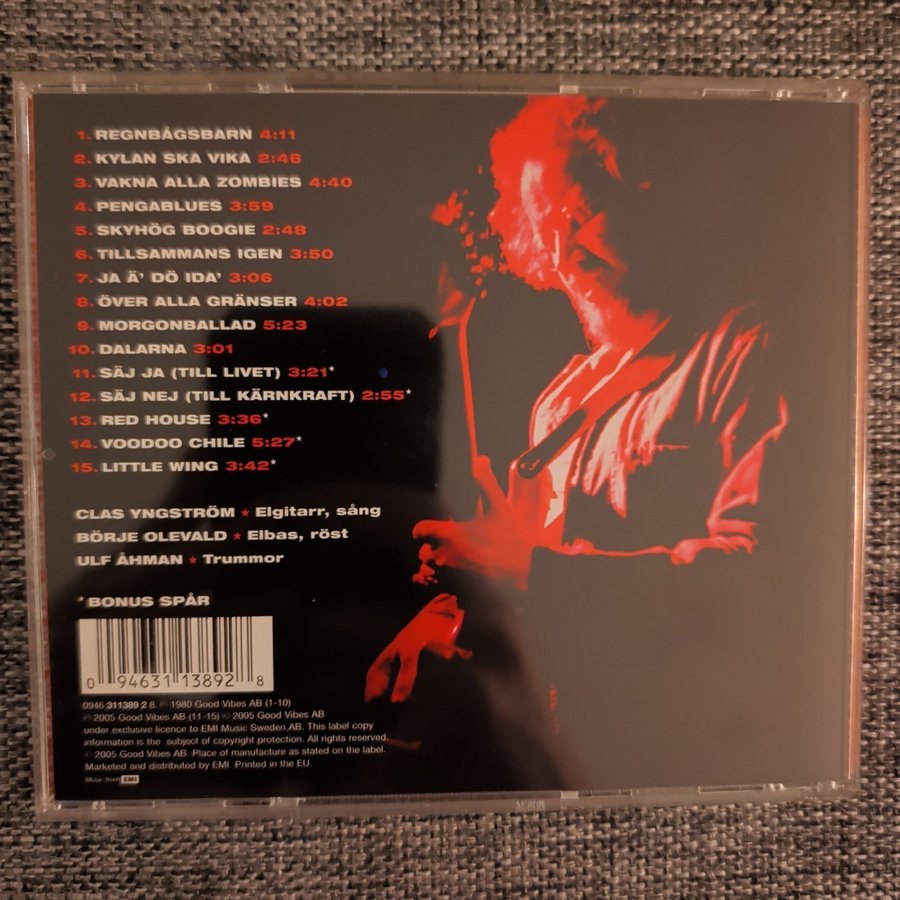 1. REGNBÅGSBARN 4:11
2. KYLAN SKA VIKA 2:46
3. VAKNA ALLA ZOMBIES 4:40
4. PENGABLUES 3:59
5. SKYHÖG BOOGIE 2:48
6. TILLSAMMANS IGEN 3:50
7. JA Ä' DÖ IDA' 3:06
8. ÖVER ALLA GRÄNSER 4:02
9. MORGONBALLAD 5:23
10. DALARNA 3:01
11. SÄJ JA (TILL LIVET) 3:21*
12. SÄJ NEJ (TILL KÄRNKRAFT) 2:55*
13. RED HOUSE 3:36*
14. VOODOO CHILE 5:27*
15. LITTLE WING 3:42*
CLAS YNGSTRÖM ★ Elgitarr, sång
BÖRJE OLEVALD ★ Elbas, röst
ULF ÅHMAN ★ Trummor
* BONUS SPÅR
0 94631 13892 8
0946 311389 2 8. ℗ 1980 Good Vibes AB (1-10)
℗ 2005 Good Vibes AB (11-15) © 2005 Good Vibes AB
under exclusive licence to EMI Music Sweden AB. This label copy
information is the subject of copyright protection. All rights reserved.
© 2005 Good Vibes AB. Place of manufacture as stated on the label.
Marketed and distributed by EMI. Printed in the EU.
Music from EMI